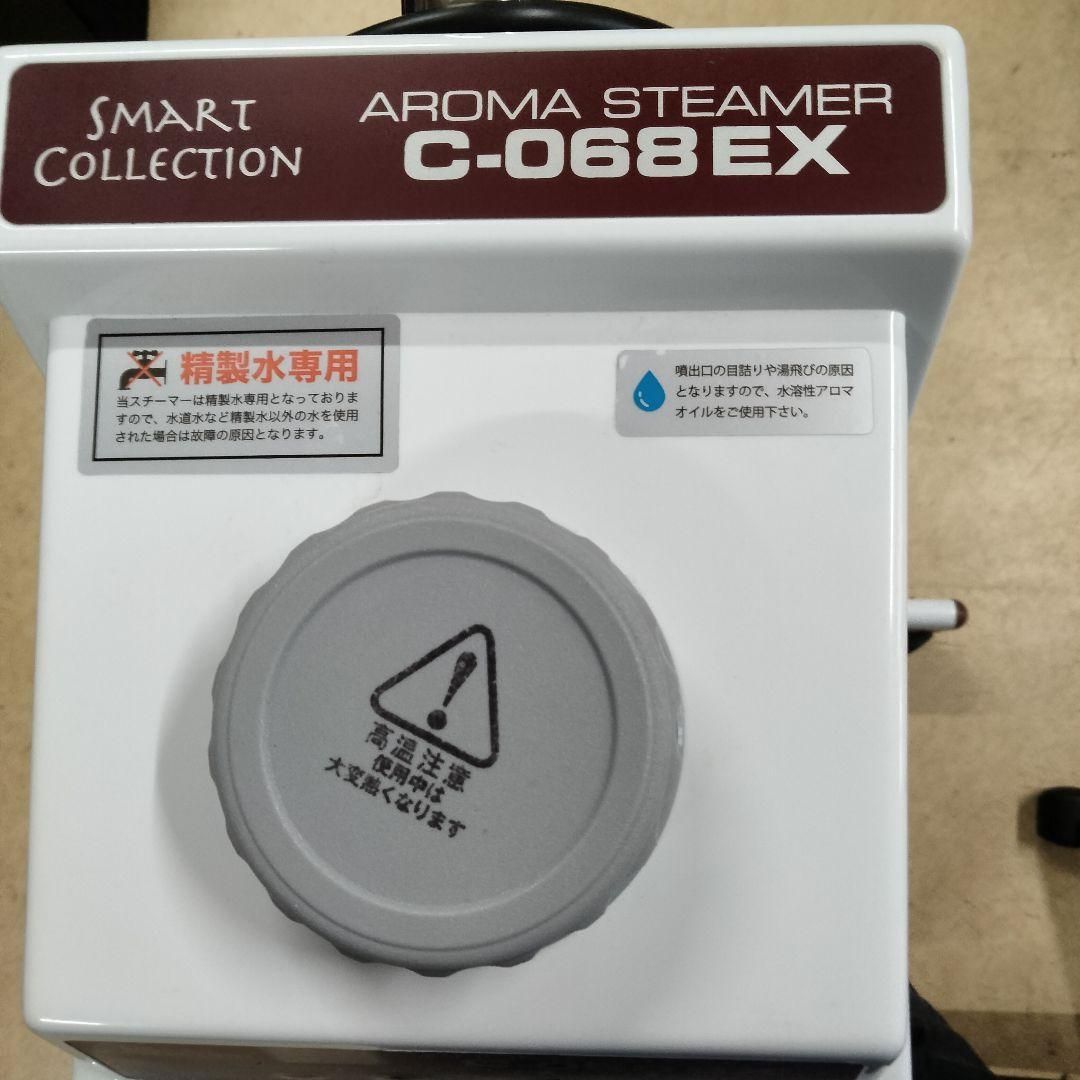 SMART
COLLECTION
AROMA STEAMER
C-068EX
精製水専用
当スチーマーは精製水専用となっておりま
すので、水道水など精製水以外の水を使用
された場合は故障の原因となります。
噴出口の目詰りや湯飛びの原因
となりますので、水溶性アロマ
オイルをご使用下さい。
高温注意
使用中は
大変熱くなります